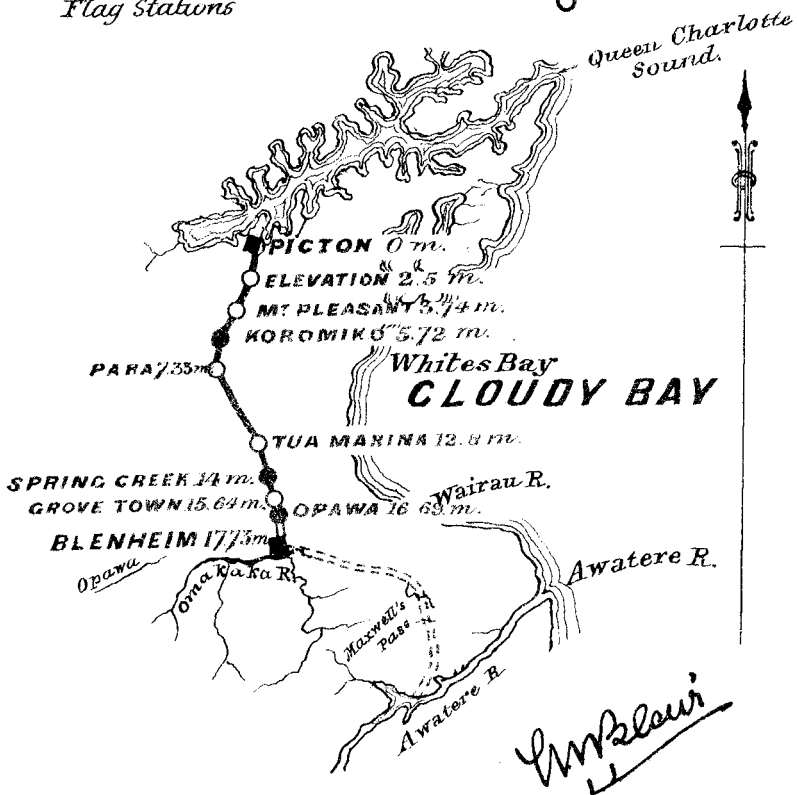 Flag Stations
Queen Charlotte
Sound.
PICTON 0 m.
ELEVATION 2.5 m.
MT PLEASANT 3.74 m.
KOROMIKO 5.72 m.
PARA 7.33 m
Whites Bay
CLOUDY BAY
TUA MARINA 12.8 m.
SPRING CREEK 14 m.
Wairau R.
GROVE TOWN 15.64 m.
OPAWA 16 69 m.
BLENHEIM 17.73 m
Opawa
Omakaka R
Awatere R.
Maxwell's
Pass
Awatere R